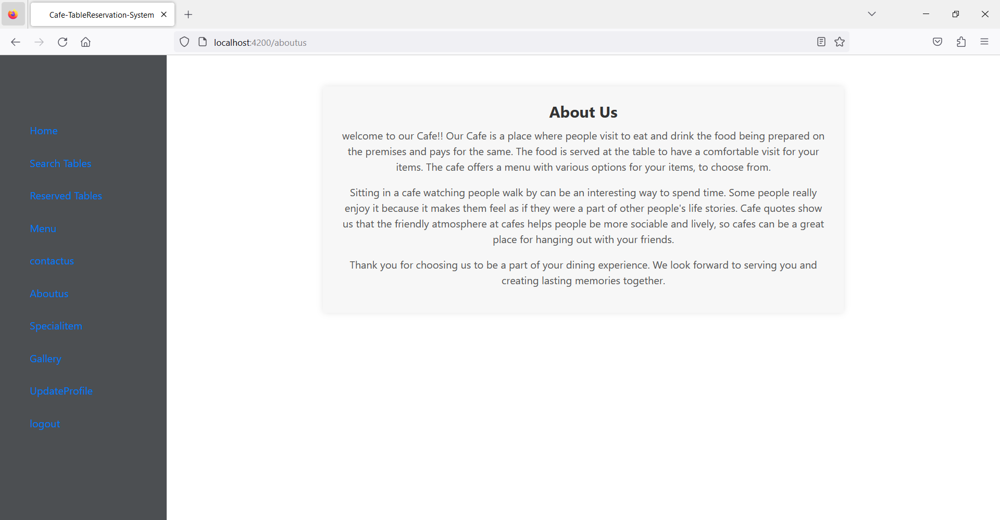 Cafe-TableReservation-System
localhost:4200/aboutus
Home
Search Tables
Reserved Tables
Menu
contactus
Aboutus
Specialitem
Gallery
UpdateProfile
logout
About Us
welcome to our Cafe!! Our Cafe is a place where people visit to eat and drink the food being prepared on
the premises and pays for the same. The food is served at the table to have a comfortable visit for your
items. The cafe offers a menu with various options for your items, to choose from.
Sitting in a cafe watching people walk by can be an interesting way to spend time. Some people really
enjoy it because it makes them feel as if they were a part of other people's life stories. Cafe quotes show
us that the friendly atmosphere at cafes helps people be more sociable and lively, so cafes can be a great
place for hanging out with your friends.
Thank you for choosing us to be a part of your dining experience. We look forward to serving you and
creating lasting memories together.